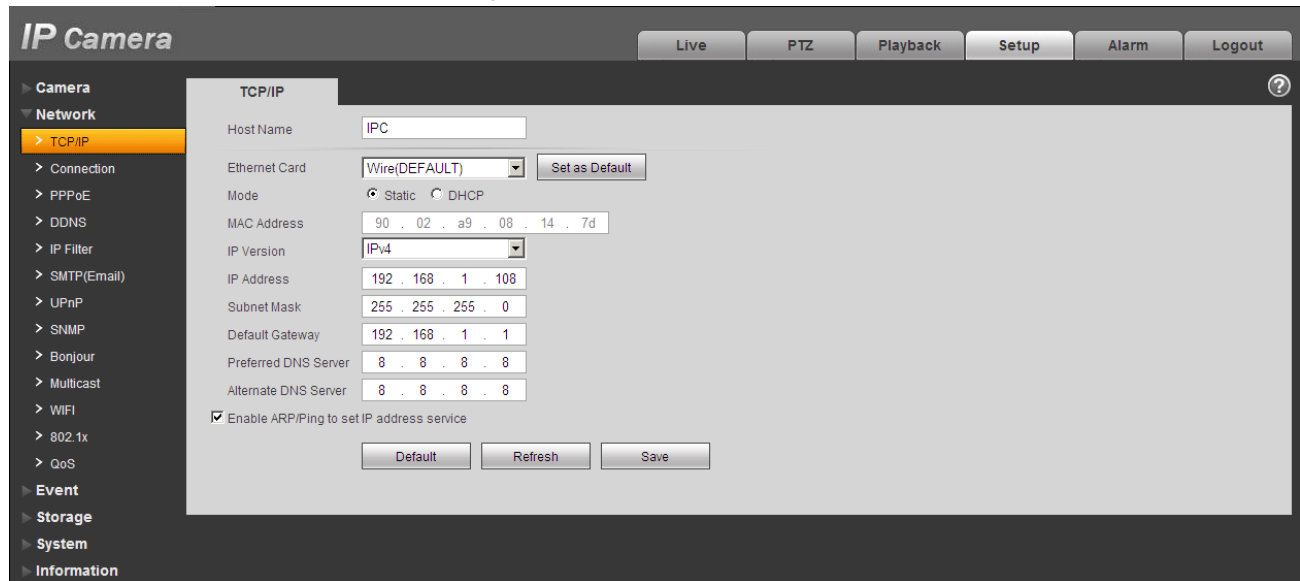 IP Camera
Live PTZ Playback Setup Alarm Logout
Camera
Network
> TCP/IP
> Connection
> PPPoE
> DDNS
> IP Filter
> SMTP(Email)
> UPnP
> SNMP
> Bonjour
> Multicast
> WIFI
> 802.1x
> QoS
Event
Storage
System
Information
TCP/IP
?
Host Name IPC
Ethernet Card Wire(DEFAULT) Set as Default
Mode Static DHCP
MAC Address 90 . 02 . a9 . 08 . 14 . 7d
IP Version IPv4
IP Address 192 . 168 . 1 . 108
Subnet Mask 255 . 255 . 255 . 0
Default Gateway 192 . 168 . 1 . 1
Preferred DNS Server 8 . 8 . 8 . 8
Alternate DNS Server 8 . 8 . 8 . 8
Enable ARP/Ping to set IP address service
Default Refresh Save